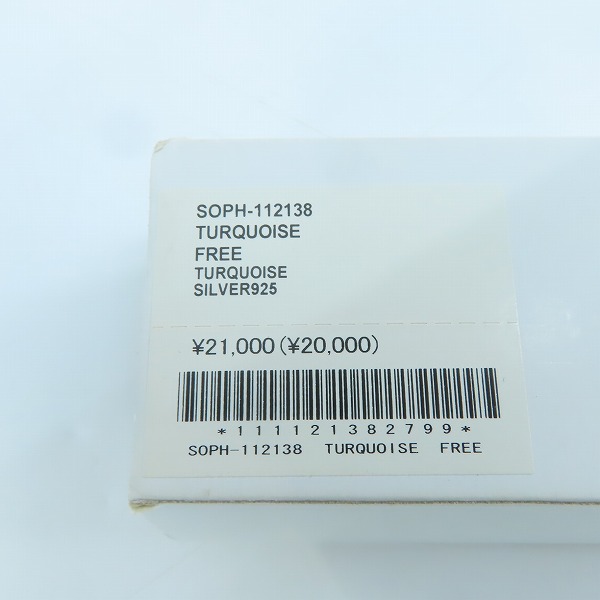 SOPH-112138
TURQUOISE
FREE
TURQUOISE
SILVER925
¥21,000(¥20,000)
*111121382799*
SOPH-112138 TURQUOISE FREE